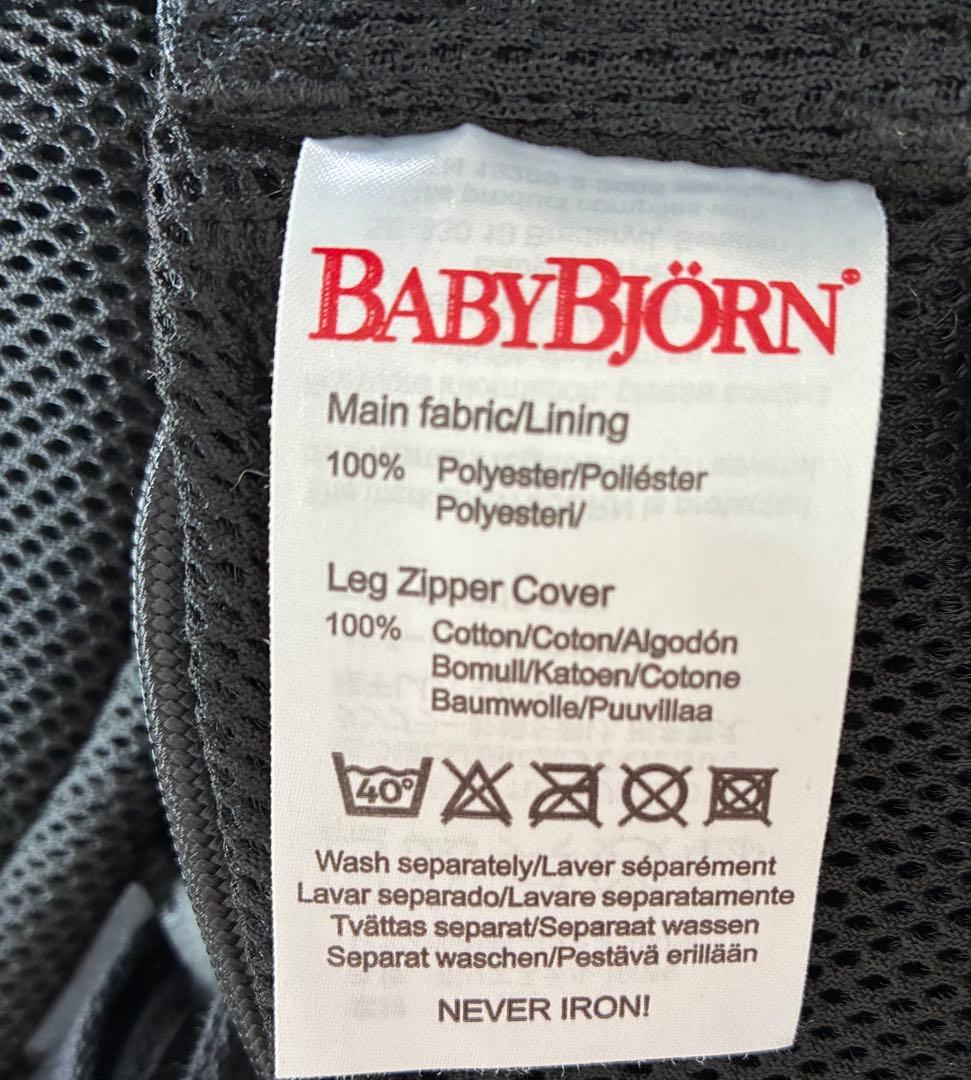 BABYBJÖRN®
Main fabric/Lining
100% Polyester/Poliéster
Polyesterl/
Leg Zipper Cover
100% Cotton/Coton/Algodón
Bomull/Katoen/Cotone
Baumwolle/Puuvillaa
40°
Wash separately/Laver séparément
Lavar separado/Lavare separatamente
Tvättas separat/Separaat wassen
Separat waschen/Pestävä erillään
NEVER IRON!